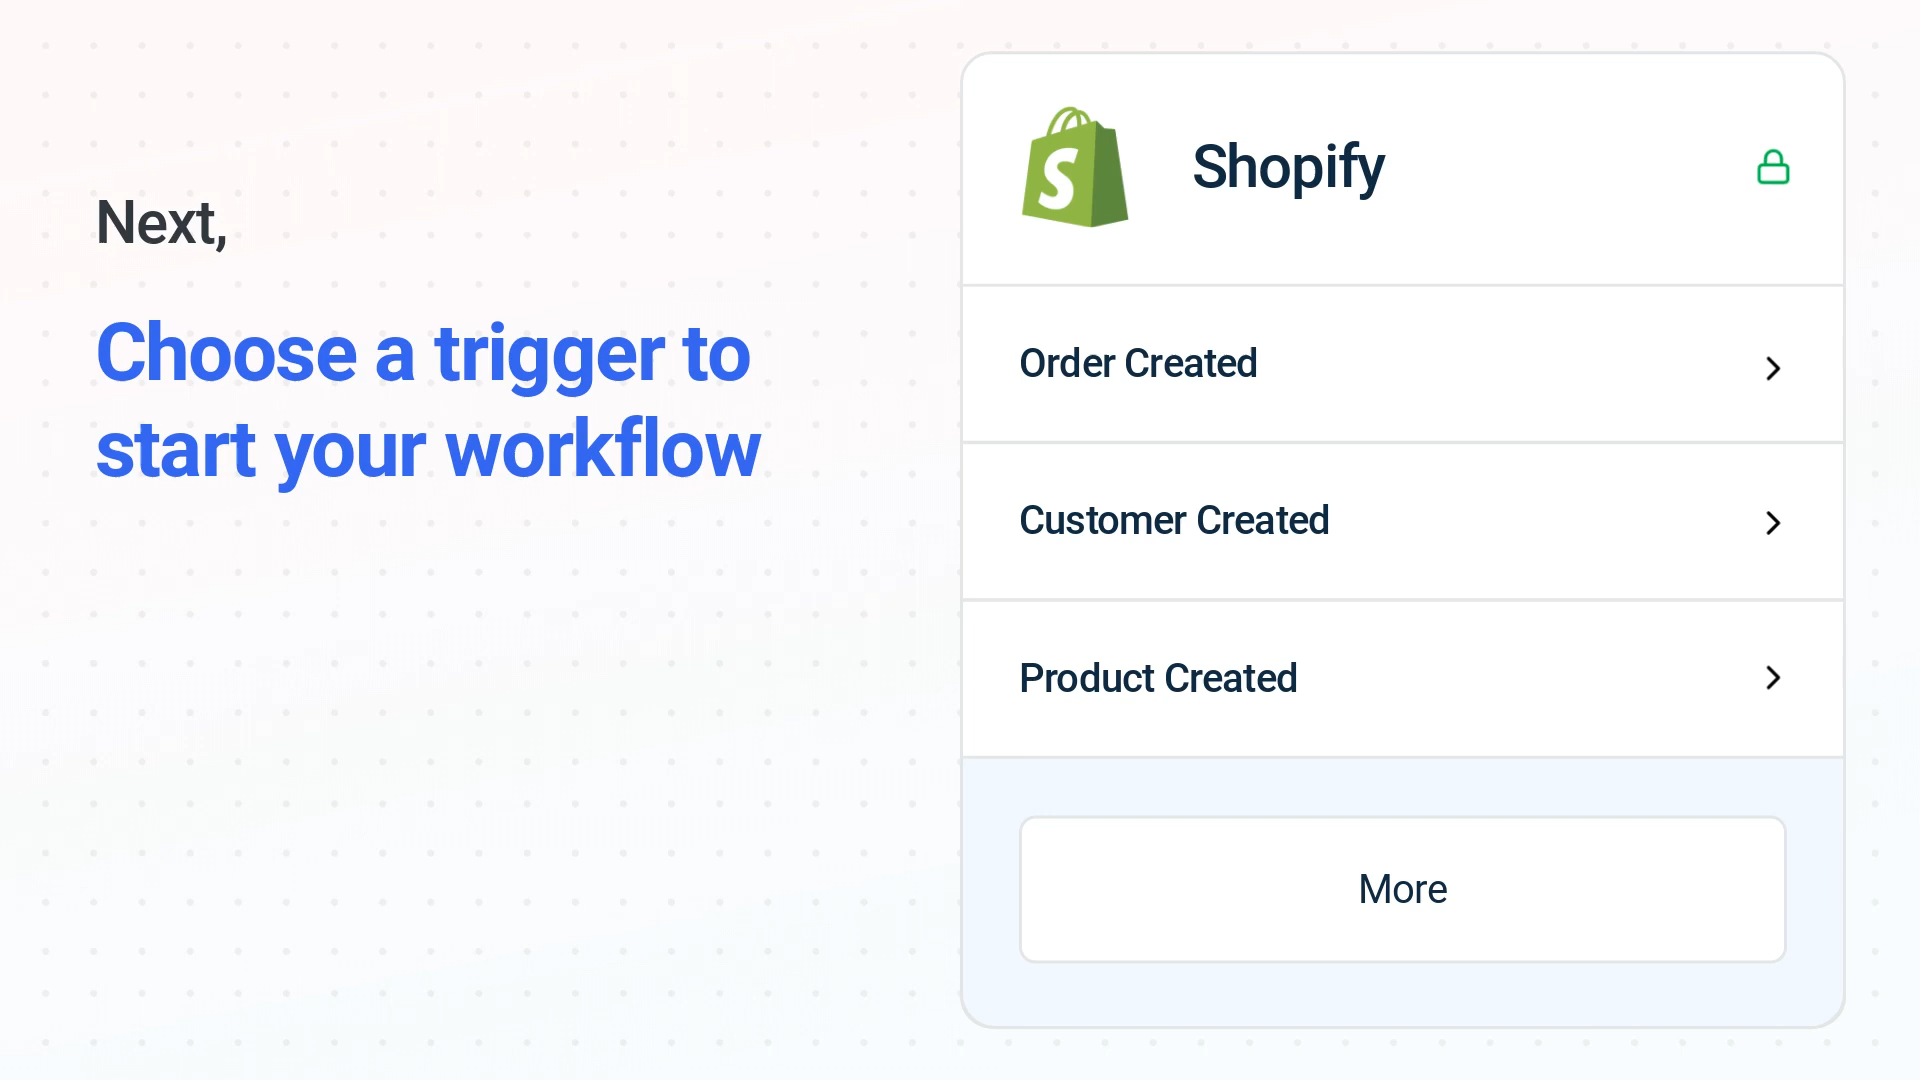 Next,
Choose a trigger to
start your workflow
Shopify
Order Created
Customer Created
Product Created
More